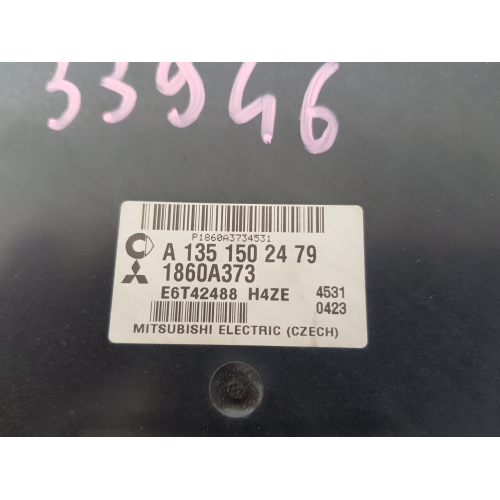 33946
P1860A3734531
A 135 150 24 79
1860A373
E6T42488 H4ZE 4531
0423
MITSUBISHI ELECTRIC (CZECH)